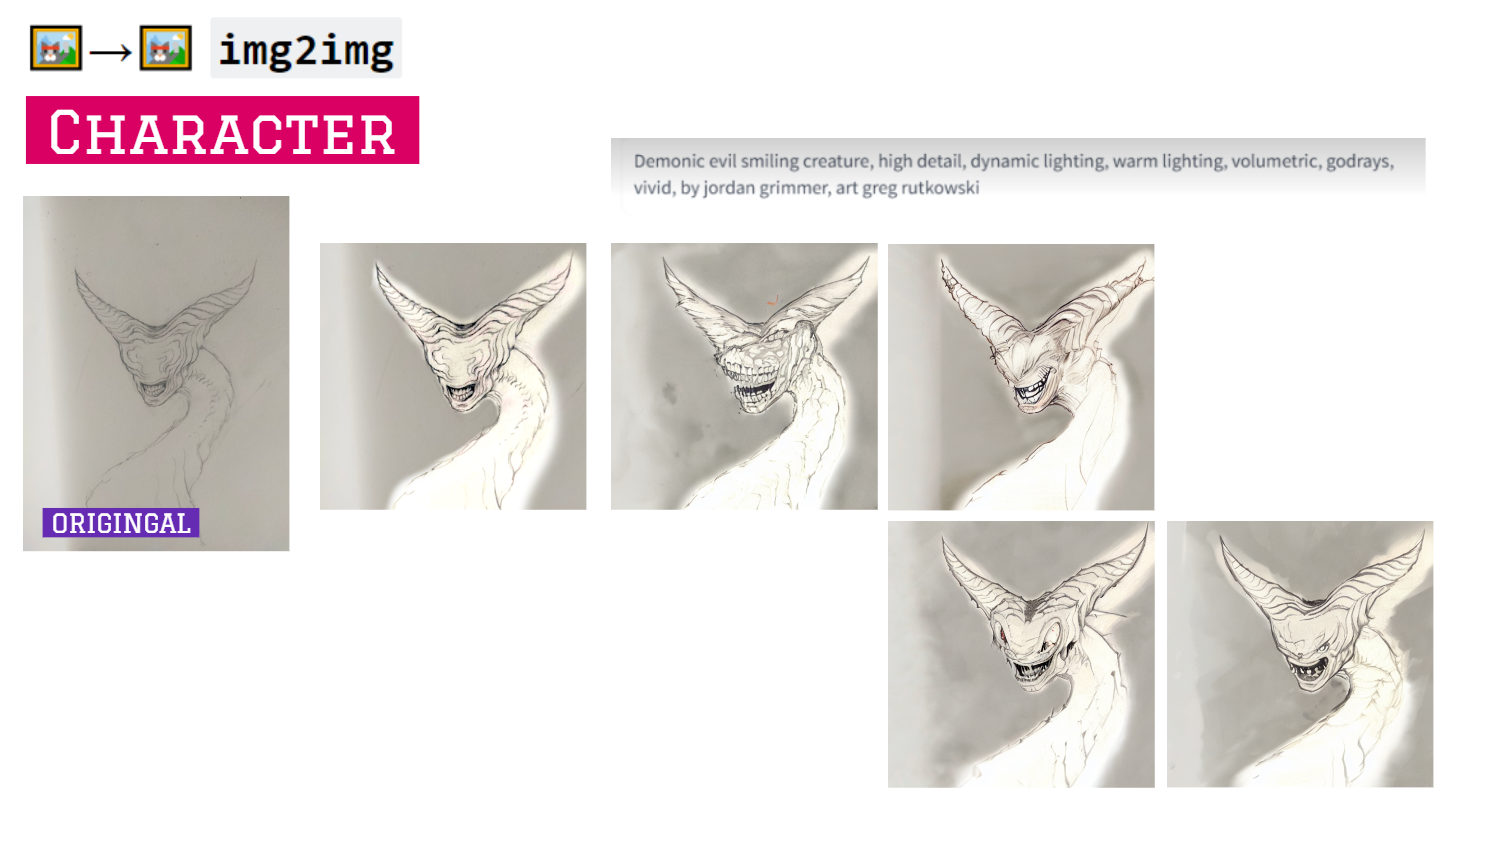 img2img
CHARACTER
Demonic evil smiling creature, high detail, dynamic lighting, warm lighting, volumetric, godrays,
vivid, by jordan grimmer, art greg rutkowski
ORIGINGAL